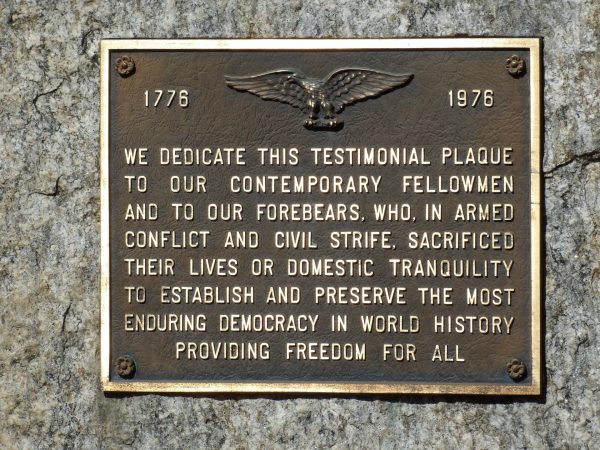 1776 1976
WE DEDICATE THIS TESTIMONIAL PLAQUE
TO OUR CONTEMPORARY FELLOWMEN
AND TO OUR FOREBEARS, WHO, IN ARMED
CONFLICT AND CIVIL STRIFE, SACRIFICED
THEIR LIVES OR DOMESTIC TRANQUILITY
TO ESTABLISH AND PRESERVE THE MOST
ENDURING DEMOCRACY IN WORLD HISTORY
PROVIDING FREEDOM FOR ALL